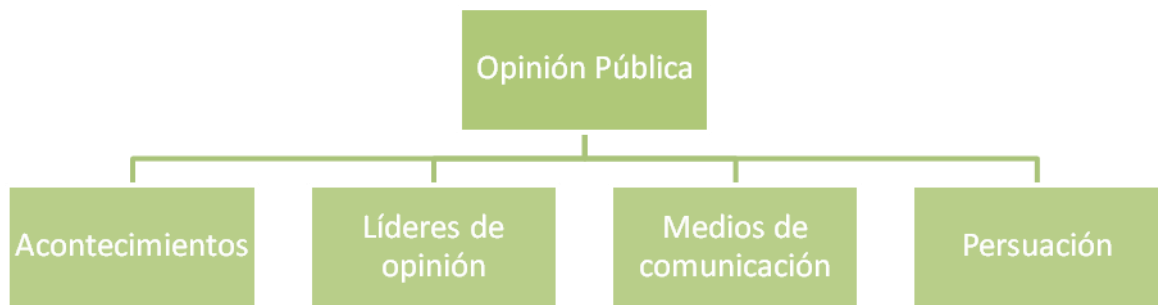 Opinión Pública
Acontecimientos
Líderes de
opinión
Medios de
comunicación
Persuación